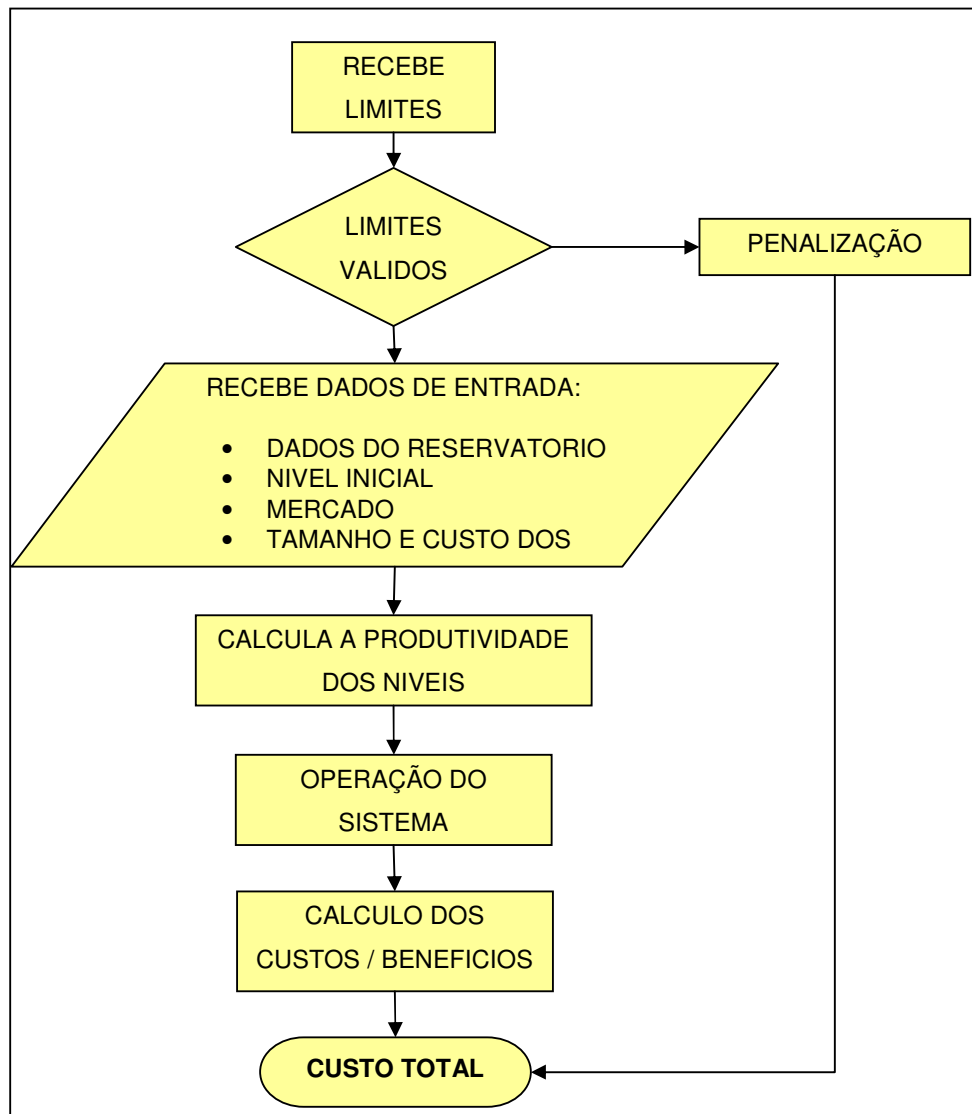 RECEBE
LIMITES
LIMITES
VALIDOS
PENALIZAÇÃO
RECEBE DADOS DE ENTRADA:
• DADOS DO RESERVATORIO
• NIVEL INICIAL
• MERCADO
• TAMANHO E CUSTO DOS
CALCULA A PRODUTIVIDADE
DOS NIVEIS
OPERAÇÃO DO
SISTEMA
CALCULO DOS
CUSTOS / BENEFICIOS
CUSTO TOTAL